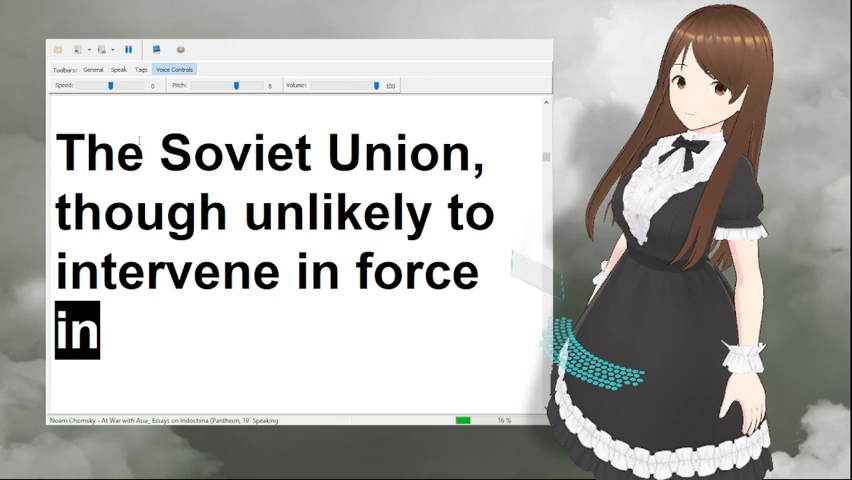 Toolbars: General Speak Tags Voice Controls
Speed: 0 Pitch: 8 Volume: 100
The Soviet Union,
though unlikely to
intervene in force
in
Noam Chomsky - At War with Asia_ Essays on Indochina (Pantheon, 19 Speaking 16 %